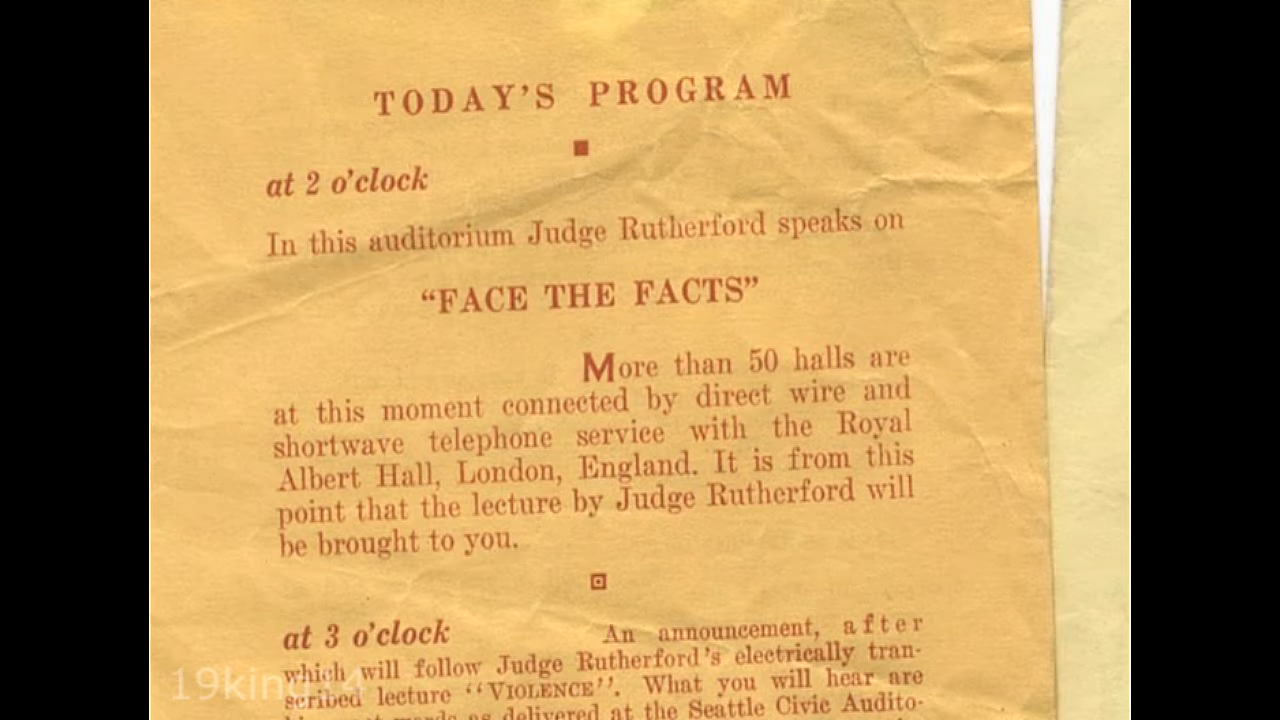 TODAY'S PROGRAM
at 2 o'clock
In this auditorium Judge Rutherford speaks on
“FACE THE FACTS”
More than 50 halls are
at this moment connected by direct wire and
shortwave telephone service with the Royal
Albert Hall, London, England. It is from this
point that the lecture by Judge Rutherford will
be brought to you.
at 3 o'clock An announcement, after
which will follow Judge Rutherford's electrically tran-
scribed lecture ‘‘VIOLENCE’’. What you will hear are
words as delivered at the Seattle Civic Audito-
19king14